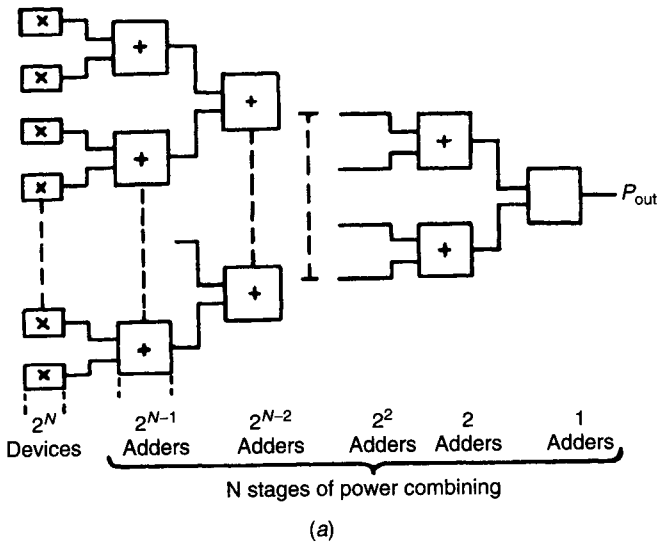 ×
+
×
+
×
+
×
+
P_out
+
+
×
+
×
2^N 2^{N–1} 2^{N–2} 2^2 2 1
Devices Adders Adders Adders Adders Adders
N stages of power combining
(a)